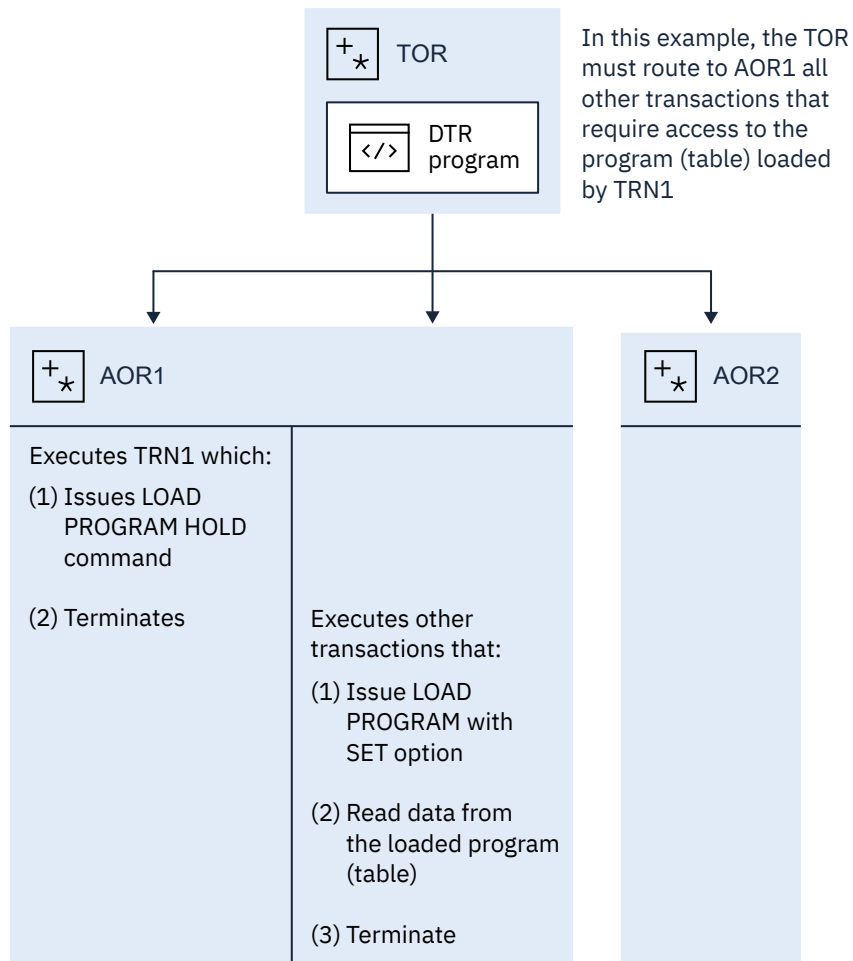 TOR
DTR
program
In this example, the TOR
must route to AOR1 all
other transactions that
require access to the
program (table) loaded
by TRN1
AOR1
Executes TRN1 which:
(1) Issues LOAD
PROGRAM HOLD
command
(2) Terminates
Executes other
transactions that:
(1) Issue LOAD
PROGRAM with
SET option
(2) Read data from
the loaded program
(table)
(3) Terminate
AOR2